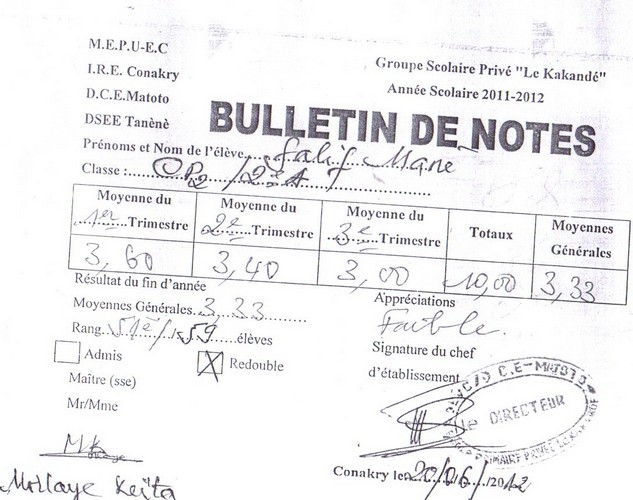 M.E.P.U-E.C
I.R.E. Conakry
D.C.E.Matoto
DSEE Tanènè
Groupe Scolaire Privé "Le Kakandé"
Année Scolaire 2011-2012
BULLETIN DE NOTES
Prénoms et Nom de l'élève....Salif Mane
Classe :
Moyenne du 1er Trimestre
Moyenne du 2e Trimestre
Moyenne du 3e Trimestre
Totaux
Moyennes Générales
3,60
3,40
3,00
10,00
3,33
Résultat du fin d'année
Moyennes Générales.3,33
Rang..51e/.59..élèves
Admis
X Redouble
Maître (sse)
Mr/Mme
Appréciations
Faible.
Signature du chef
d'établissement
D.C.E-MATOTO
Le DIRECTEUR
Conakry le 20/06/2012
Keita